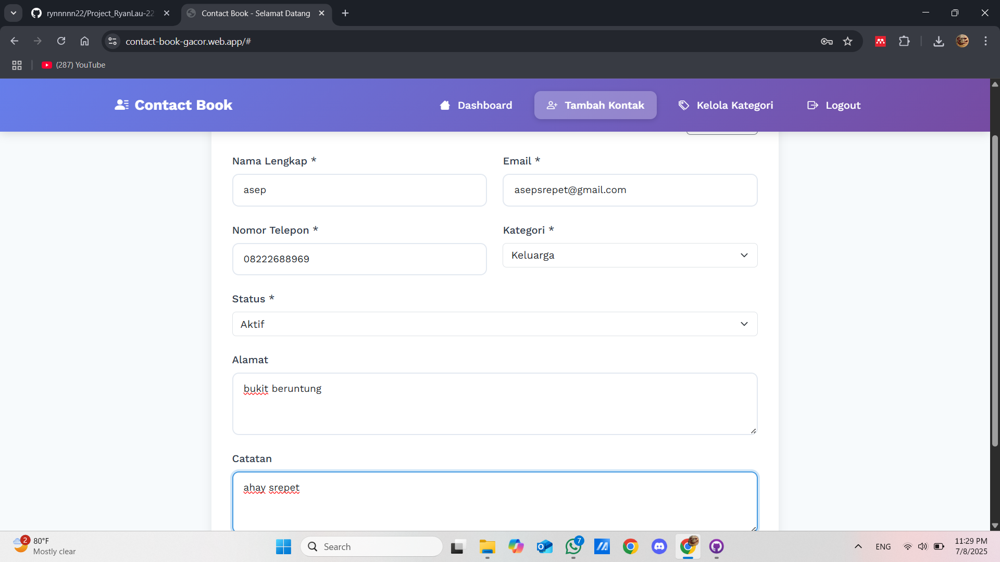 rynnnnn22/Project_RyanLau-22
Contact Book - Selamat Datang
contact-book-gacor.web.app/#
(287) YouTube
Contact Book
Dashboard
Tambah Kontak
Kelola Kategori
Logout
Nama Lengkap *
Email *
asep
asepsrepet@gmail.com
Nomor Telepon *
Kategori *
08222688969
Keluarga
Status *
Aktif
Alamat
bukit beruntung
Catatan
ahay srepet
2
80°F
Mostly clear
Search
7
ENG
11:29 PM
7/8/2025